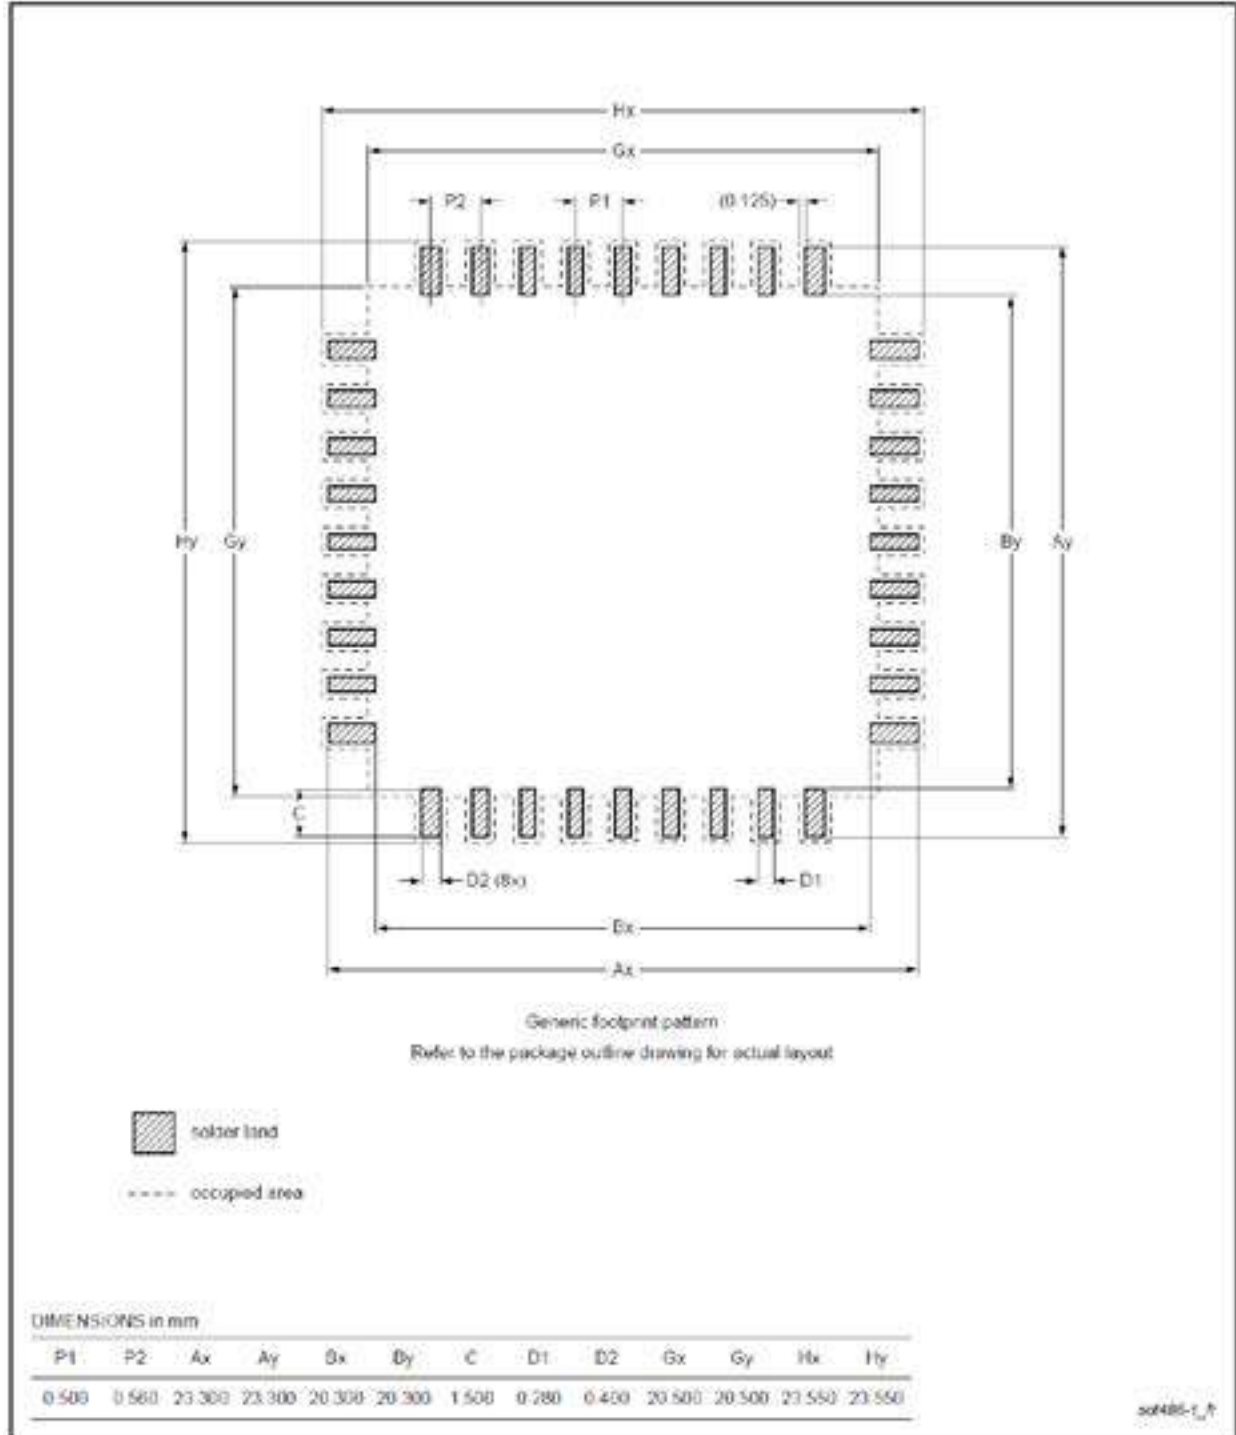 Hx
Gx
P2
P1
(0.125)
Hy
Gy
By
Ay
C
D2 (8x)
D1
Bx
Ax
Generic footprint pattern
Refer to the package outline drawing for actual layout
solder land
occupied area
DIMENSIONS in mm
P1 P2 Ax Ay Bx By C D1 D2 Gx Gy Hx Hy
0.500 0.560 23.300 23.300 20.300 20.300 1.500 0.280 0.400 20.500 20.500 23.550 23.550
sot486-1_fr